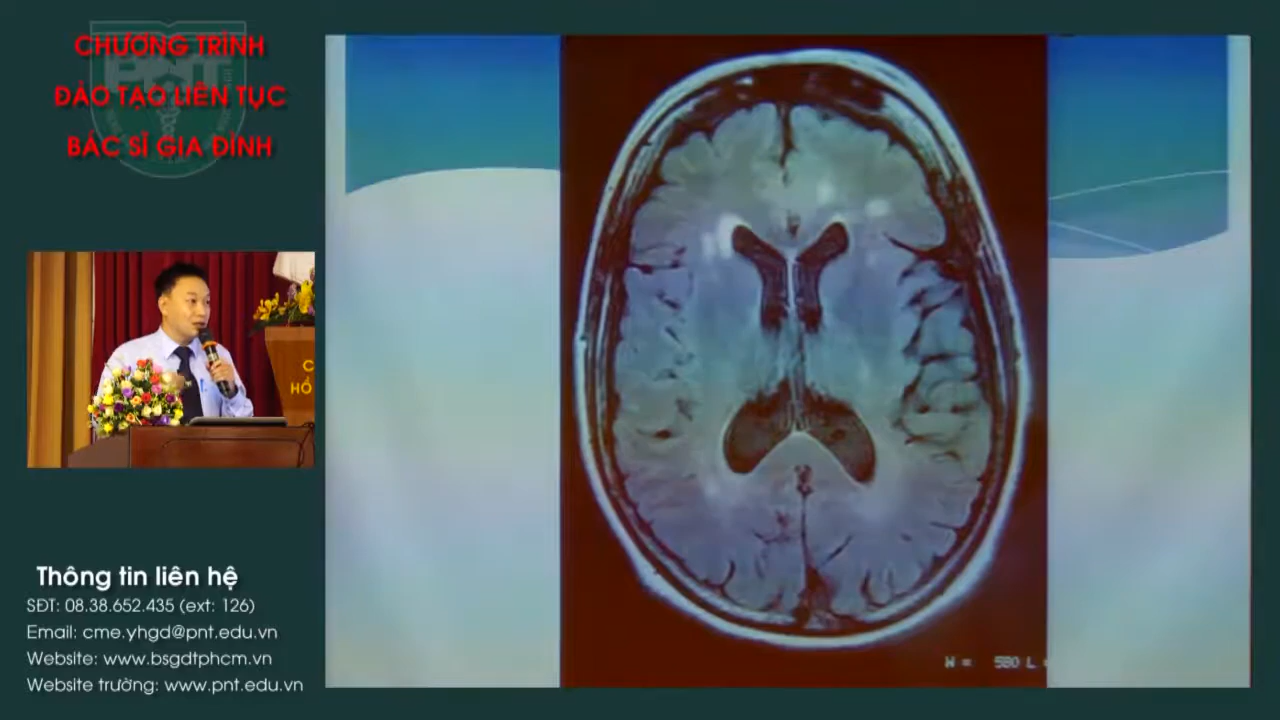 CHƯƠNG TRÌNH
ĐÀO TẠO LIÊN TỤC
BÁC SĨ GIA ĐÌNH
PNT
C
HỒ
Thông tin liên hệ
SĐT: 08.38.652.435 (ext: 126)
Email: cme.yhgd@pnt.edu.vn
Website: www.bsgdtphcm.vn
Website trường: www.pnt.edu.vn
W = 580 L =